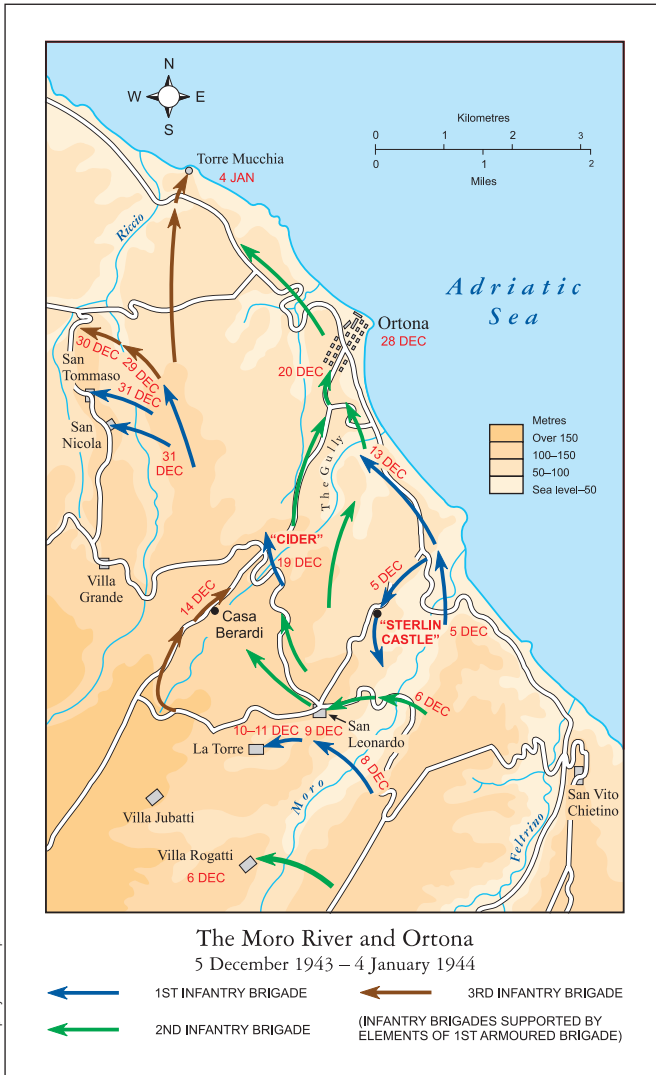 N
W E
S
Kilometres
0 1 2 3
0 1 2
Miles
Torre Mucchia
4 JAN
Riccio
Adriatic
Sea
Ortona
28 DEC
30 DEC
29 DEC
San
Tommaso
31 DEC
20 DEC
San
Nicola
31
DEC
The Gully
13 DEC
Metres
Over 150
100–150
50–100
Sea level–50
"CIDER"
19 DEC
Villa
Grande
14 DEC
Casa
Berardi
5 DEC
"STERLIN
CASTLE"
5 DEC
6 DEC
10–11 DEC 9 DEC
San
Leonardo
La Torre
8 DEC
Moro
Villa Jubatti
San Vito
Chietino
Feltrino
Villa Rogatti
6 DEC
The Moro River and Ortona
5 December 1943 – 4 January 1944
1ST INFANTRY BRIGADE
3RD INFANTRY BRIGADE
2ND INFANTRY BRIGADE
(INFANTRY BRIGADES SUPPORTED BY
ELEMENTS OF 1ST ARMOURED BRIGADE)